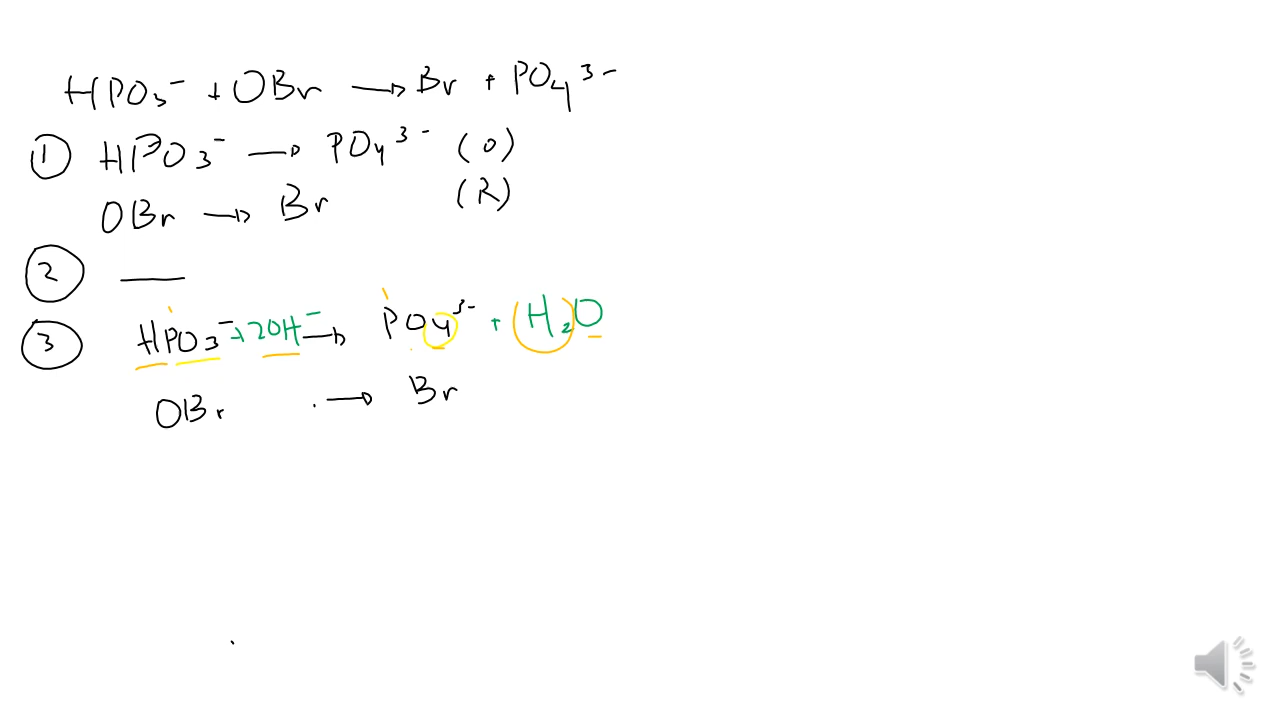 HPO₃⁻ + OBr → Br + PO₄³⁻
① HPO₃⁻ → PO₄³⁻ (O)
OBr → Br (R)
②
③ HPO₃⁻ + 2OH⁻ → PO₄³⁻ + H₂O
OBr → Br